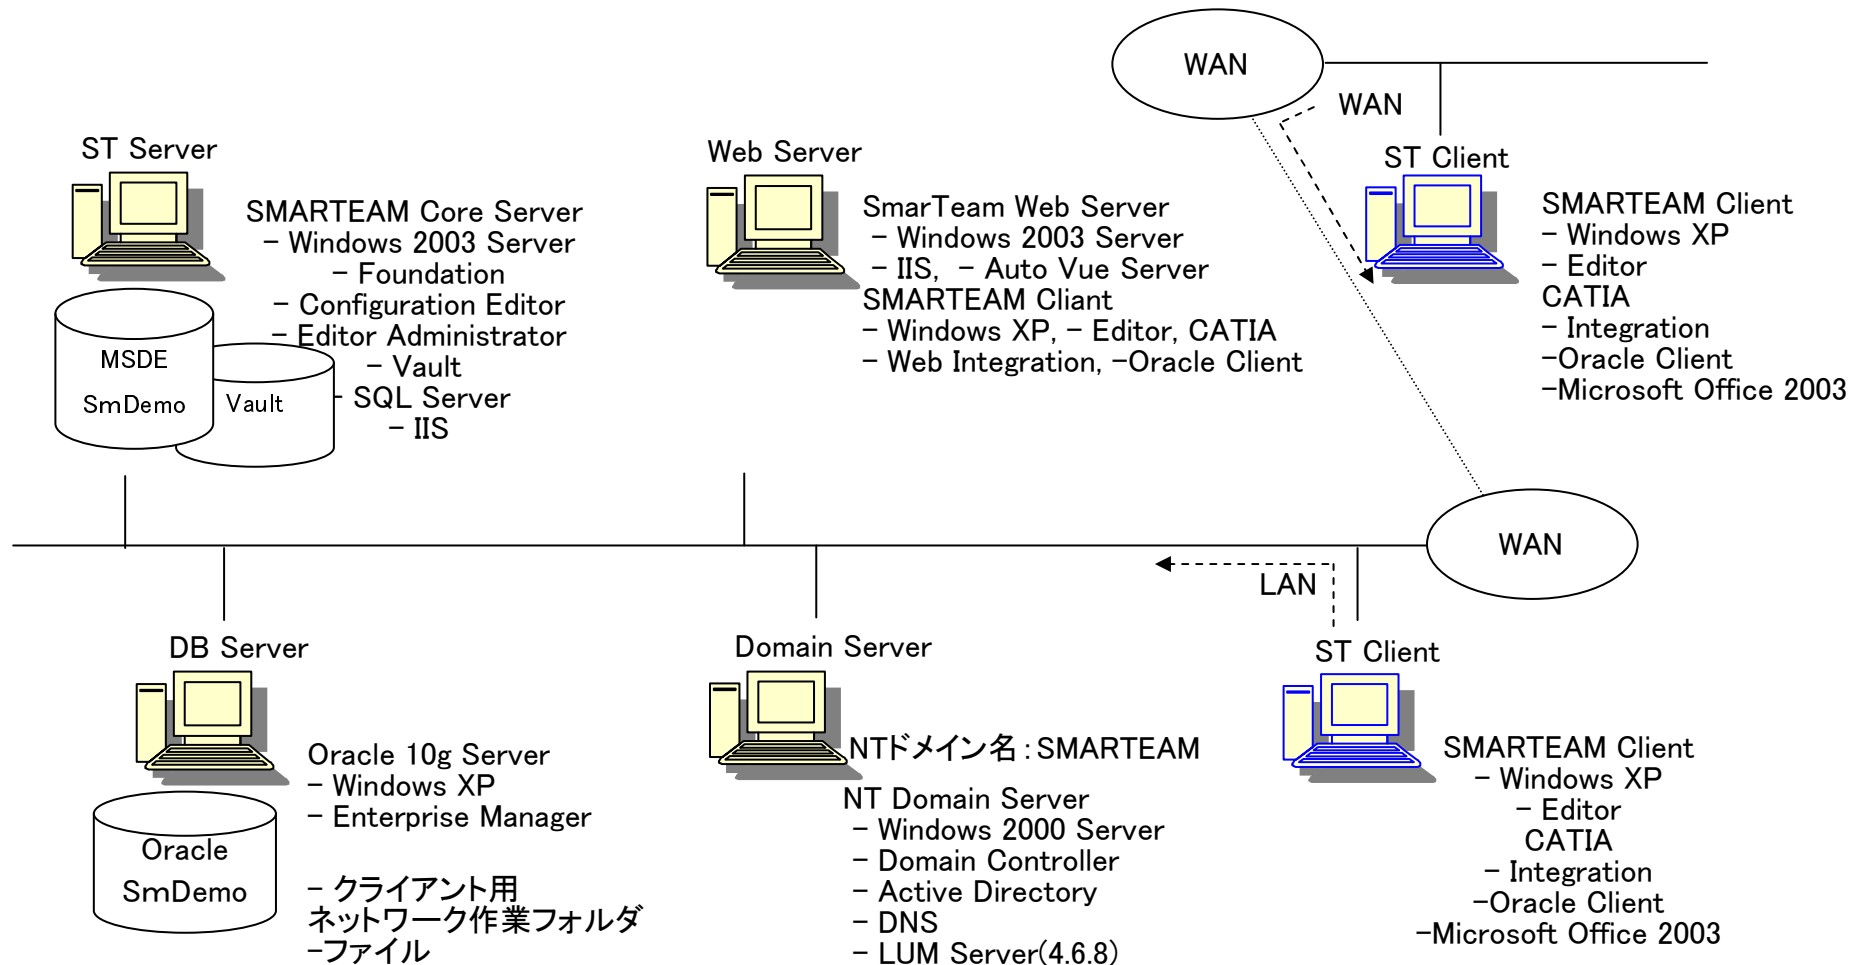 WAN
WAN
ST Server
SMARTEAM Core Server
- Windows 2003 Server
- Foundation
- Configuration Editor
- Editor Administrator
- Vault
- SQL Server
- IIS
MSDE
SmDemo
Vault
Web Server
SmarTeam Web Server
- Windows 2003 Server
- IIS, - Auto Vue Server
SMARTEAM Cliant
- Windows XP, - Editor, CATIA
- Web Integration, -Oracle Client
ST Client
SMARTEAM Client
- Windows XP
- Editor
CATIA
- Integration
-Oracle Client
-Microsoft Office 2003
WAN
LAN
DB Server
Oracle 10g Server
- Windows XP
- Enterprise Manager
- クライアント用
ネットワーク作業フォルダ
-ファイル
Oracle
SmDemo
Domain Server
NTドメイン名:SMARTEAM
NT Domain Server
- Windows 2000 Server
- Domain Controller
- Active Directory
- DNS
- LUM Server(4.6.8)
ST Client
SMARTEAM Client
- Windows XP
- Editor
CATIA
- Integration
-Oracle Client
-Microsoft Office 2003